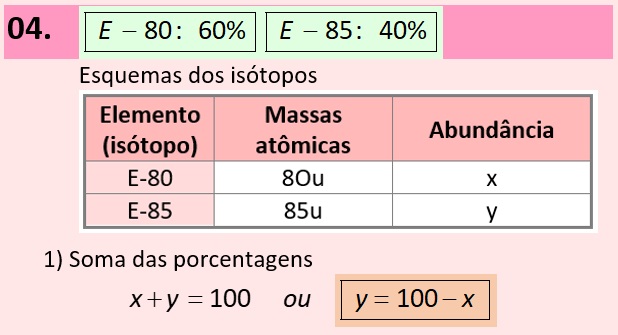 04. E – 80: 60% E – 85: 40%
Esquemas dos isótopos
Elemento (isótopo) Massas atômicas Abundância
E-80 8Ou x
E-85 85u y
1) Soma das porcentagens
x + y = 100 ou y = 100 – x